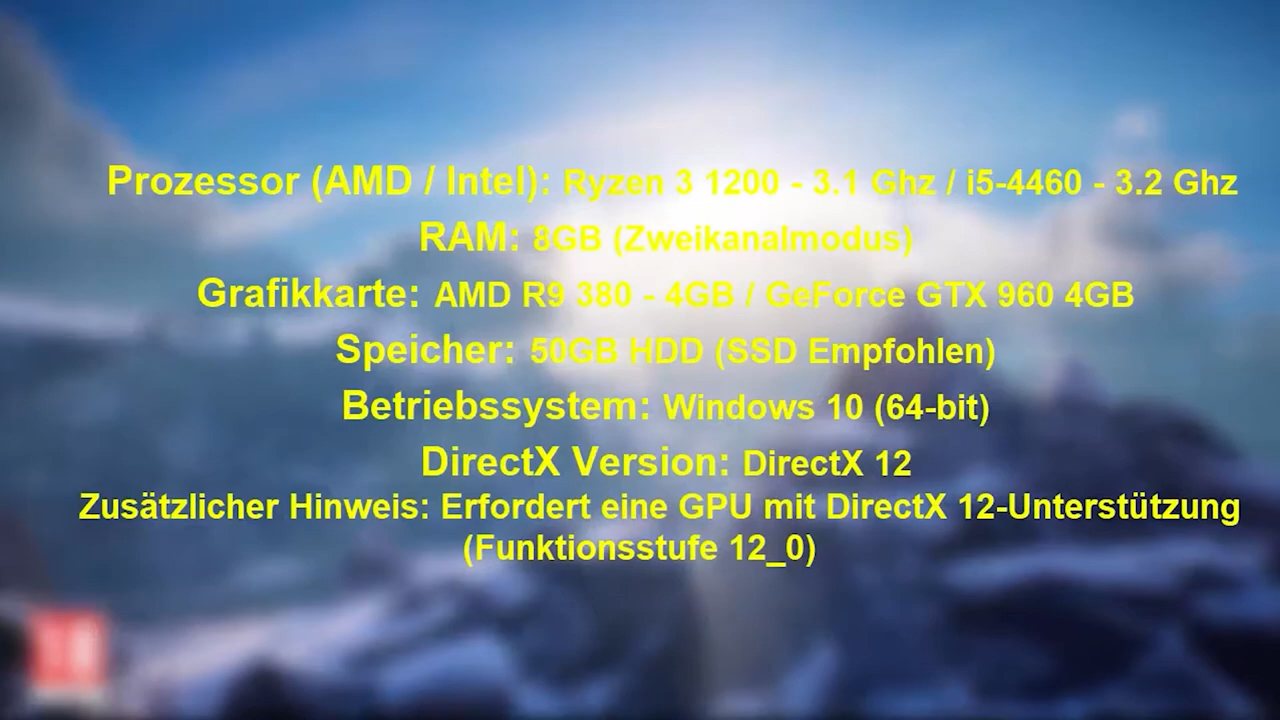 Prozessor (AMD / Intel): Ryzen 3 1200 - 3.1 Ghz / i5-4460 - 3.2 Ghz
RAM: 8GB (Zweikanalmodus)
Grafikkarte: AMD R9 380 - 4GB / GeForce GTX 960 4GB
Speicher: 50GB HDD (SSD Empfohlen)
Betriebssystem: Windows 10 (64-bit)
DirectX Version: DirectX 12
Zusätzlicher Hinweis: Erfordert eine GPU mit DirectX 12-Unterstützung
(Funktionsstufe 12_0)